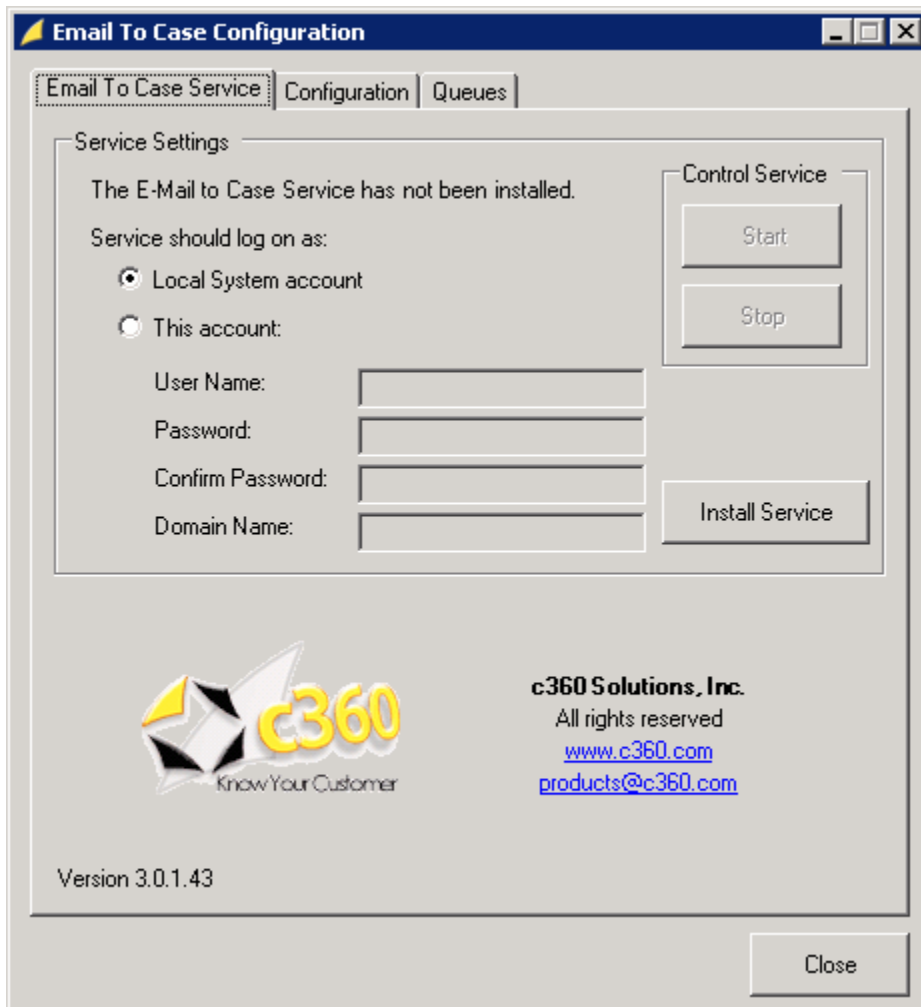 Email To Case Configuration
Email To Case Service Configuration Queues
Service Settings
The E-Mail to Case Service has not been installed.
Control Service
Service should log on as:
Start
Local System account
Stop
This account:
User Name:
Password:
Confirm Password:
Install Service
Domain Name:
c360
Know Your Customer
c360 Solutions, Inc.
All rights reserved
www.c360.com
products@c360.com
Version 3.0.1.43
Close